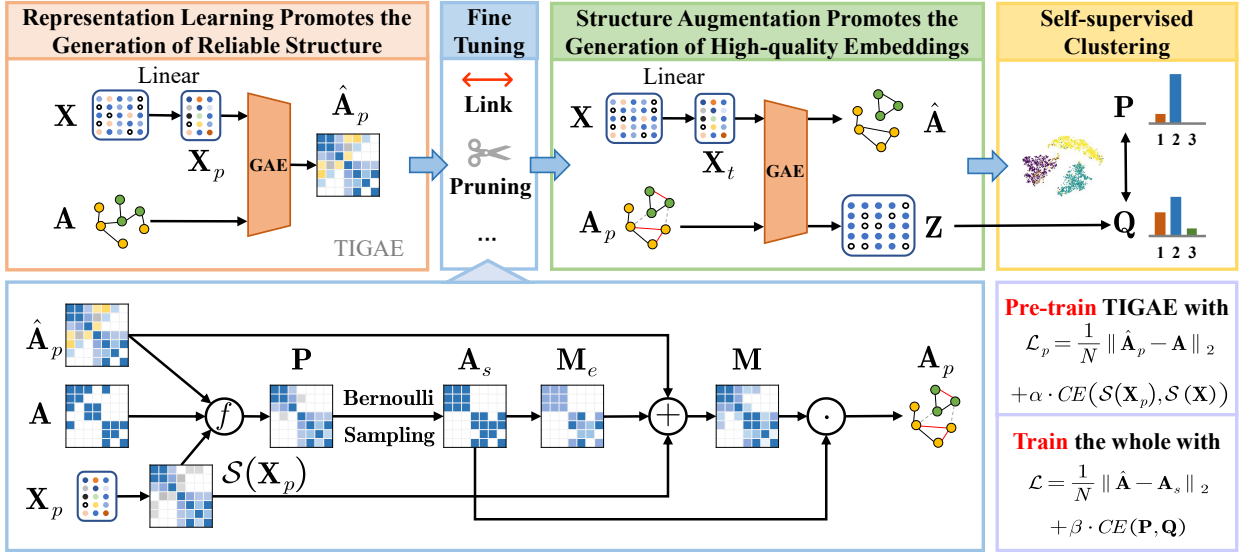 Representation Learning Promotes the
Generation of Reliable Structure
Linear
X
X_p
Â_p
GAE
A
TIGAE
Fine
Tuning
Link
Pruning
...
Structure Augmentation Promotes the
Generation of High-quality Embeddings
Linear
X
X_t
Â
GAE
A_p
Z
Self-supervised
Clustering
P
1 2 3
Q
1 2 3
Â_p
A
X_p
f
S(X_p)
P
Bernoulli
Sampling
A_s
M_e
+
M
·
A_p
Pre-train TIGAE with
L_p = 1/N ‖ Â_p − A ‖_2
+ α · CE(S(X_p), S(X))
Train the whole with
L = 1/N ‖ Â − A_s ‖_2
+ β · CE(P, Q)